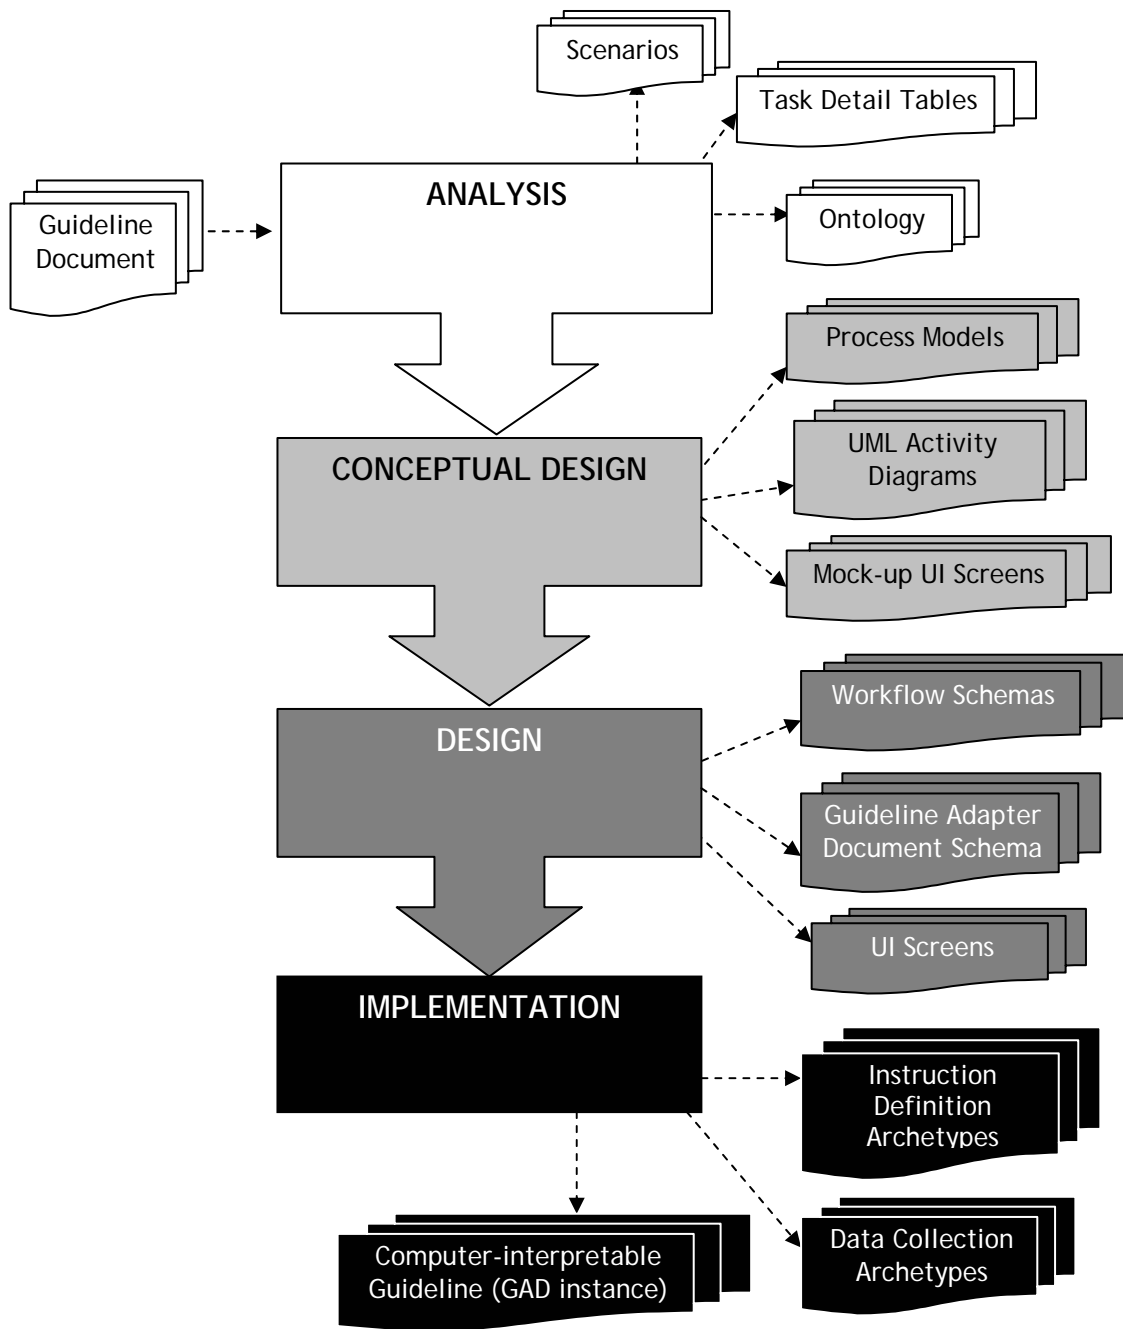 Scenarios
Task Detail Tables
ANALYSIS
Guideline
Document
Ontology
Process Models
CONCEPTUAL DESIGN
UML Activity
Diagrams
Mock-up UI Screens
Workflow Schemas
DESIGN
Guideline Adapter
Document Schema
UI Screens
IMPLEMENTATION
Instruction
Definition
Archetypes
Data Collection
Archetypes
Computer-interpretable
Guideline (GAD instance)